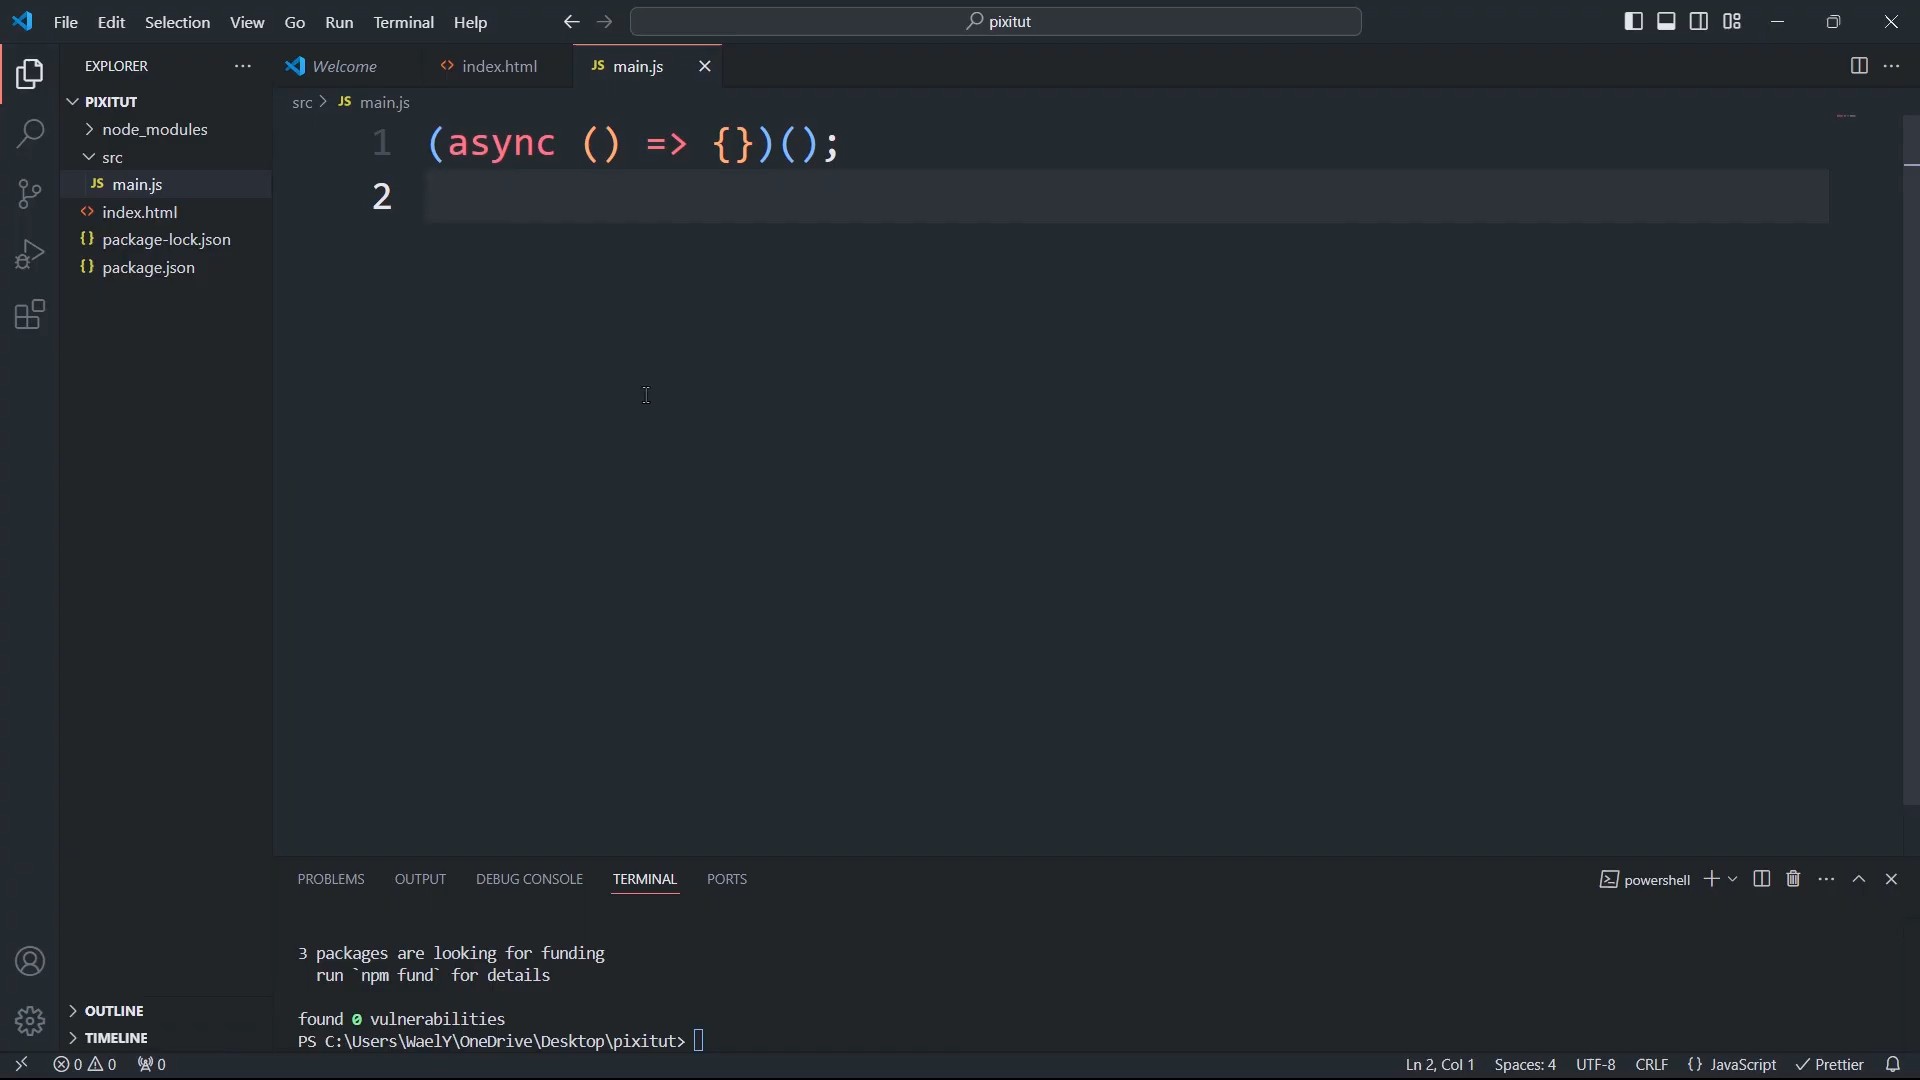 File Edit Selection View Go Run Terminal Help pixitut
EXPLORER Welcome index.html JS main.js
PIXITUT
src JS main.js
node_modules
src
JS main.js
index.html
{} package-lock.json
{} package.json
1 (async () => {})();
2
OUTLINE
TIMELINE
PROBLEMS OUTPUT DEBUG CONSOLE TERMINAL PORTS powershell
3 packages are looking for funding
run `npm fund` for details
found 0 vulnerabilities
PS C:\Users\WaelY\OneDrive\Desktop\pixitut>
0 0 0 Ln 2, Col 1 Spaces: 4 UTF-8 CRLF {} JavaScript Prettier